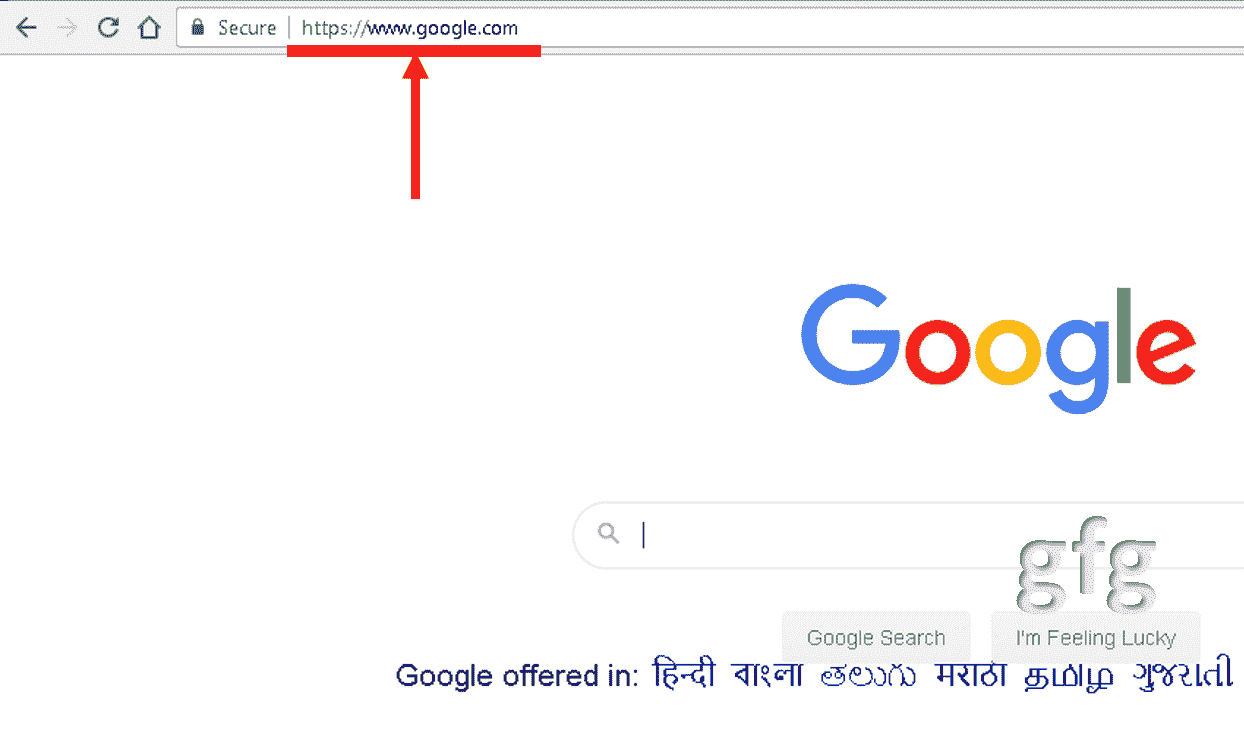 Secure | https://www.google.com
Google
gfg
Google Search
I'm Feeling Lucky
Google offered in: हिन्दी বাংলা తెలుగు मराठी தமிழ் ગુજરાતી